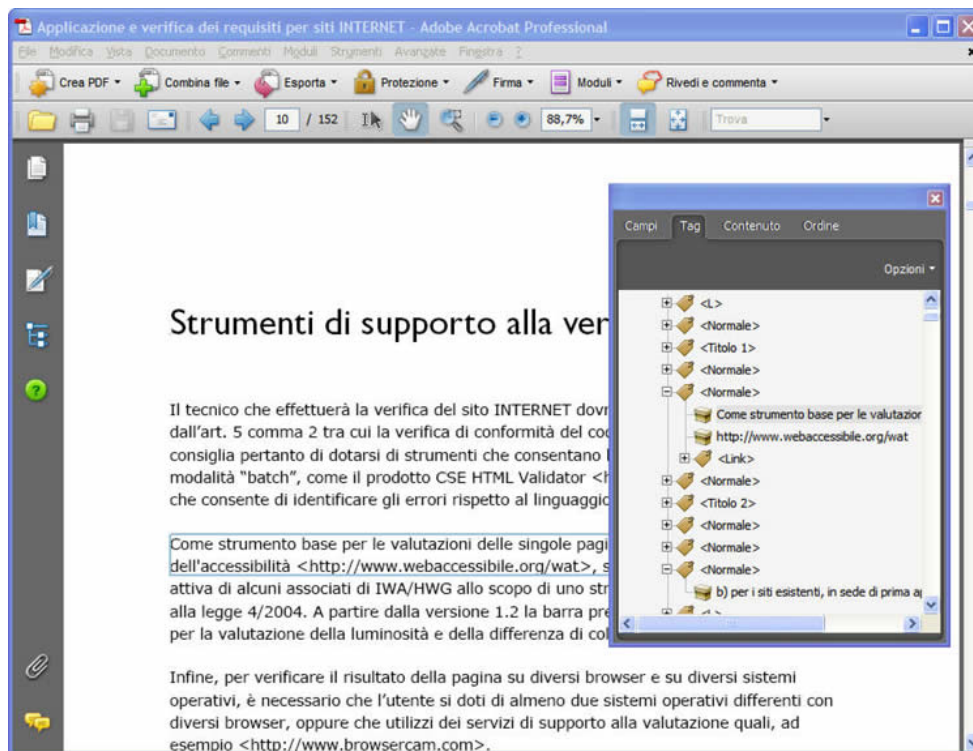 Applicazione e verifica dei requisiti per siti INTERNET - Adobe Acrobat Professional
File Modifica Vista Documento Commenti Moduli Strumenti Avanzate Finestra ?
Crea PDF Combina file Esporta Protezione Firma Moduli Rivedi e commenta
10 / 152 88,7% Trova
Campi Tag Contenuto Ordine
Opzioni
<L>
<Normale>
<Titolo 1>
<Normale>
<Normale>
Come strumento base per le valutazion
http://www.webaccessibile.org/wat
<Link>
<Normale>
<Titolo 2>
<Normale>
<Normale>
<Normale>
b) per i siti esistenti, in sede di prima a
<L>
Strumenti di supporto alla ver
Il tecnico che effettuerà la verifica del sito INTERNET dovr
dall'art. 5 comma 2 tra cui la verifica di conformità del cod
consiglia pertanto di dotarsi di strumenti che consentano
modalità “batch”, come il prodotto CSE HTML Validator <h
che consente di identificare gli errori rispetto al linguaggio
Come strumento base per le valutazioni delle singole pagi
dell'accessibilità <http://www.webaccessibile.org/wat>, s
attiva di alcuni associati di IWA/HWG allo scopo di uno str
alla legge 4/2004. A partire dalla versione 1.2 la barra pre
per la valutazione della luminosità e della differenza di col
Infine, per verificare il risultato della pagina su diversi browser e su diversi sistemi
operativi, è necessario che l’utente si doti di almeno due sistemi operativi differenti con
diversi browser, oppure che utilizzi dei servizi di supporto alla valutazione quali, ad
esempio <http://www.browsercam.com>.